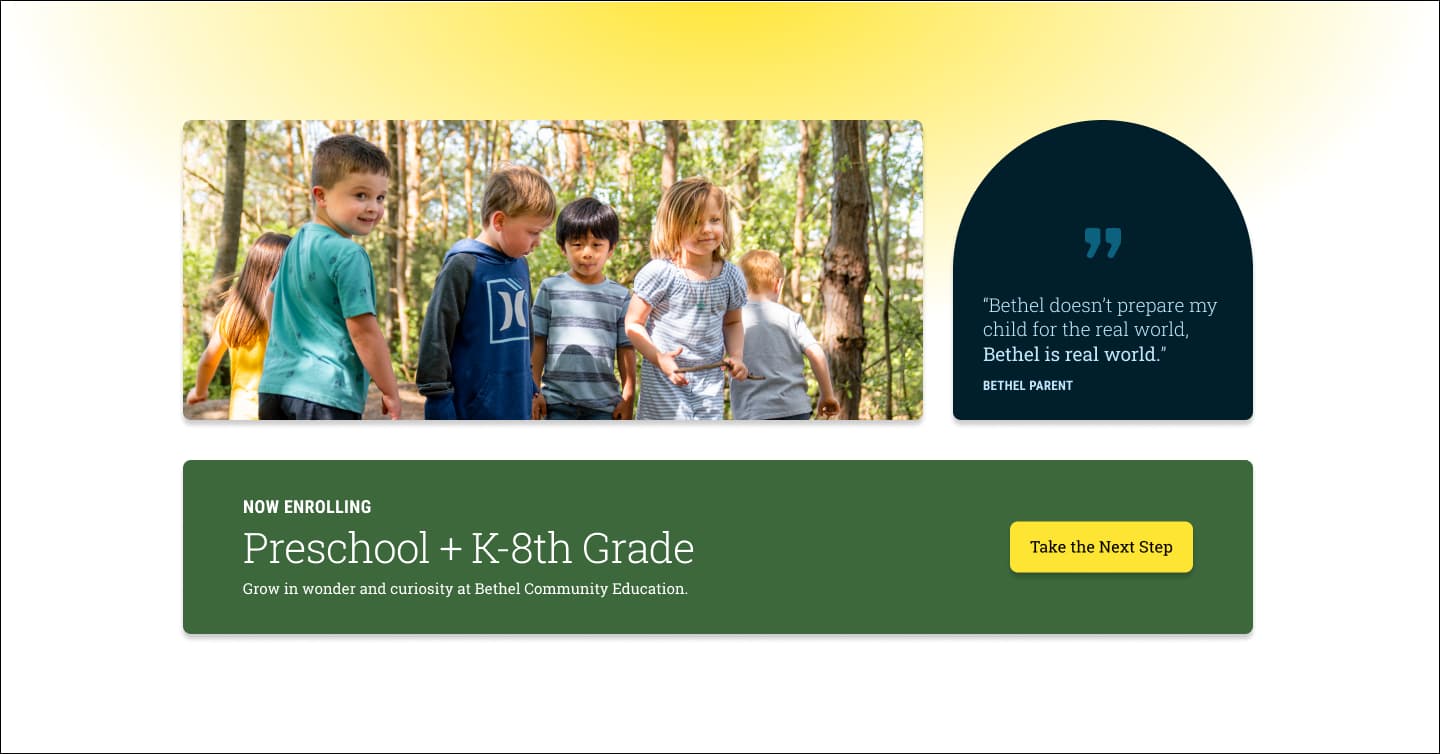 “Bethel doesn’t prepare my
child for the real world,
Bethel is real world.”
BETHEL PARENT
NOW ENROLLING
Preschool + K-8th Grade
Grow in wonder and curiosity at Bethel Community Education.
Take the Next Step